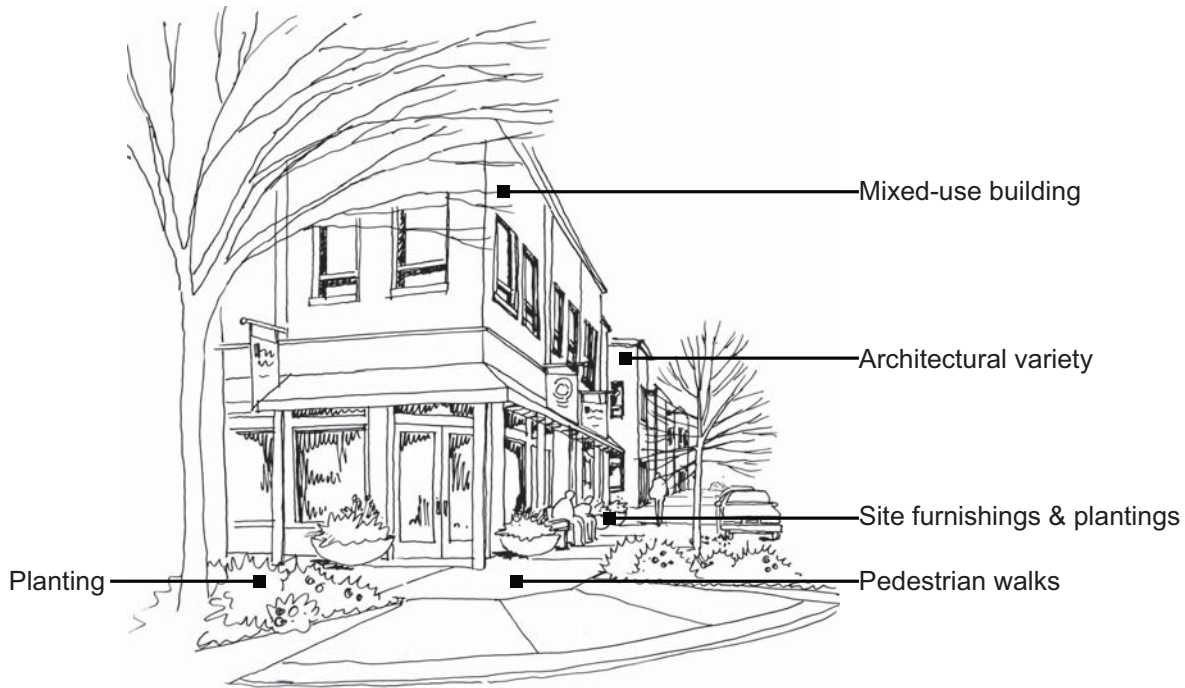 Mixed-use building
Architectural variety
Site furnishings & plantings
Planting
Pedestrian walks